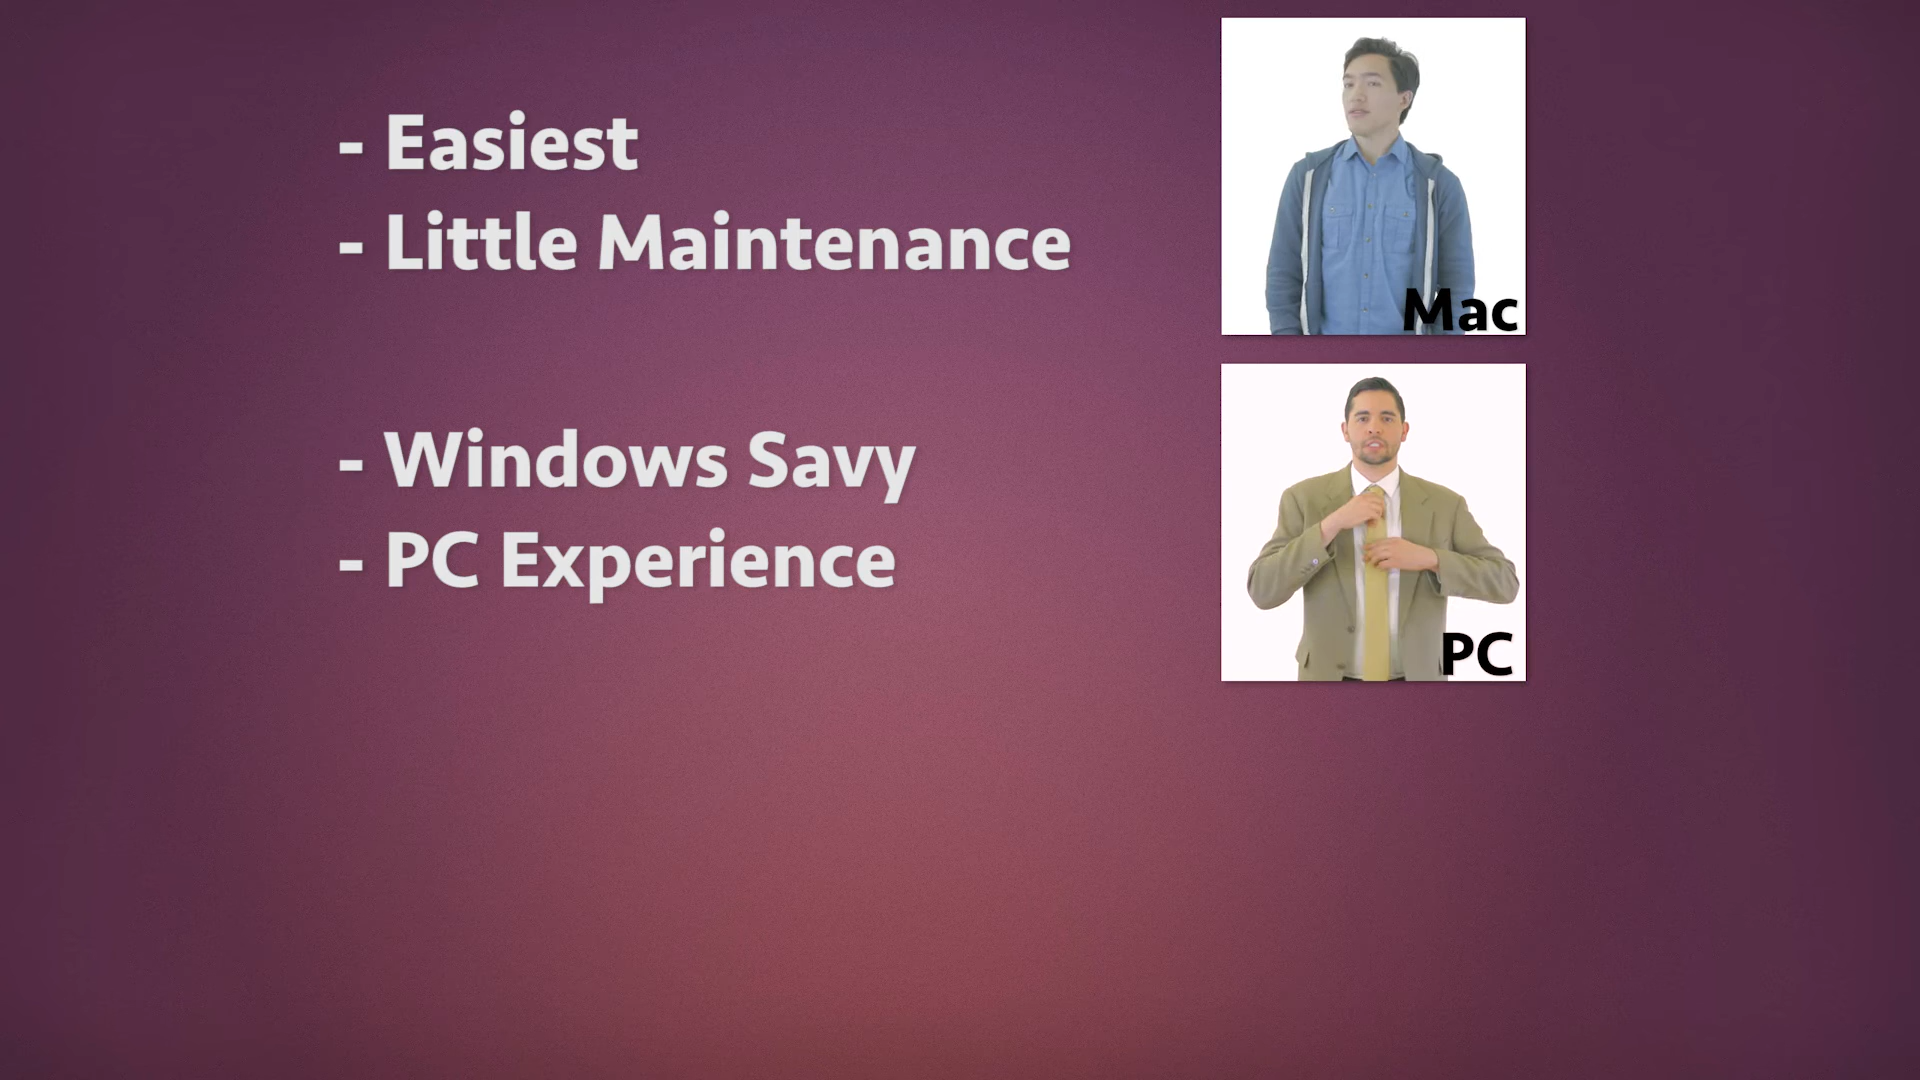 - Easiest
- Little Maintenance
Mac
- Windows Savy
- PC Experience
PC